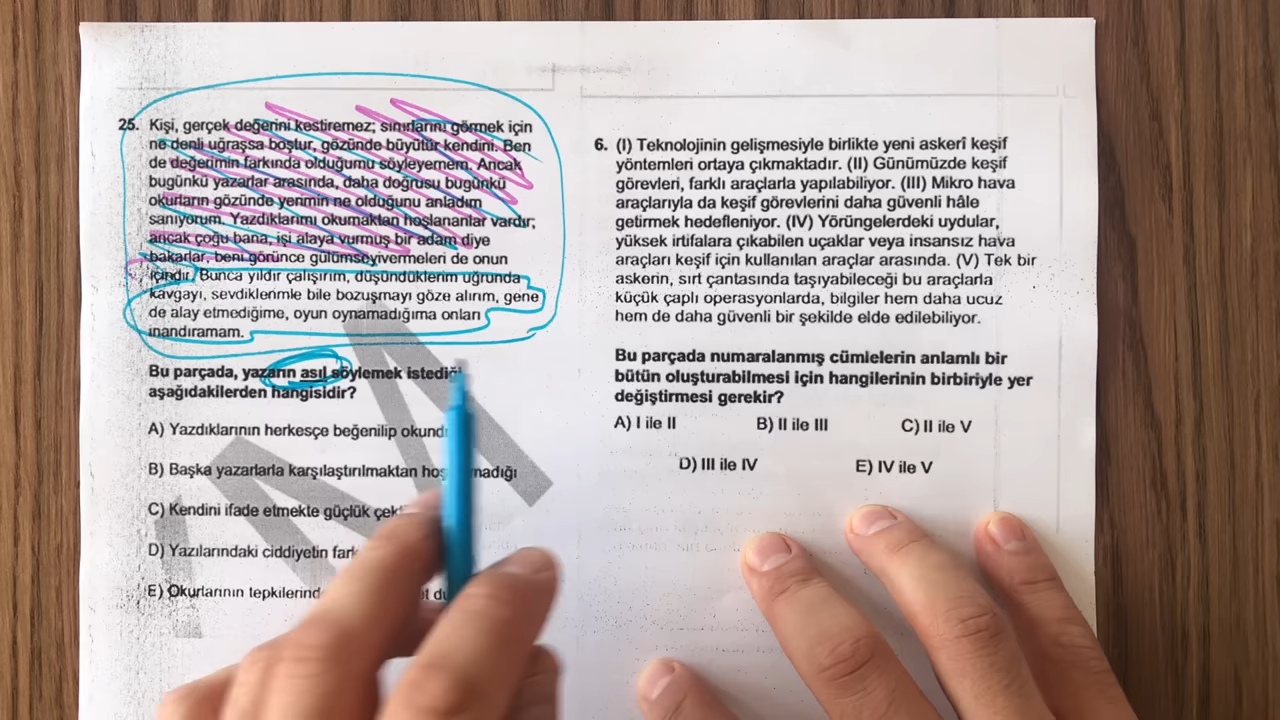 25. Kişi, gerçek değerini kestiremez; sınırlarını görmek için
ne denli uğraşsa boştur, gözünde büyütür kendini. Ben
de değerimin farkında olduğumu söyleyemem. Ancak
bugünkü yazarlar arasında, daha doğrusu bugünkü
okurların gözünde yerimin ne olduğunu anladım
sanıyorum. Yazdıklarımı okumaktan hoşlananlar vardır;
ancak çoğu bana, işi alaya vurmuş bir adam diye
bakarlar, beni görünce gülümseyivermeleri de onun
içindir. Bunca yıldır çalışırım, düşündüklerim uğrunda
kavgayı, sevdiklerimle bile bozuşmayı göze alırım, gene
de alay etmediğime, oyun oynamadığıma onları
inandıramam.
Bu parçada, yazarın asıl söylemek istediği
aşağıdakilerden hangisidir?
A) Yazdıklarının herkesçe beğenilip
B) Başka yazarlarla karşılaştırılmaktan
C) Kendini ifade etmekte güçlük
D) Yazılarındaki ciddiyetin
E) Okurlarının
6. (I) Teknolojinin gelişmesiyle birlikte yeni askerî keşif
yöntemleri ortaya çıkmaktadır. (II) Günümüzde keşif
görevleri, farklı araçlarla yapılabiliyor. (III) Mikro hava
araçlarıyla da keşif görevlerini daha güvenli hâle
getirmek hedefleniyor. (IV) Yörüngelerdeki uydular,
yüksek irtifalara çıkabilen uçaklar veya insansız hava
araçları keşif için kullanılan araçlar arasında. (V) Tek bir
askerin, sırt çantasında taşıyabileceği bu araçlarla
küçük çaplı operasyonlarda, bilgiler hem daha ucuz
hem de daha güvenli bir şekilde elde edilebiliyor.
Bu parçada numaralanmış cümlelerin anlamlı bir
bütün oluşturabilmesi için hangilerinin birbiriyle yer
değiştirmesi gerekir?
A) I ile II B) II ile III C) II ile V
D) III ile IV E) IV ile V